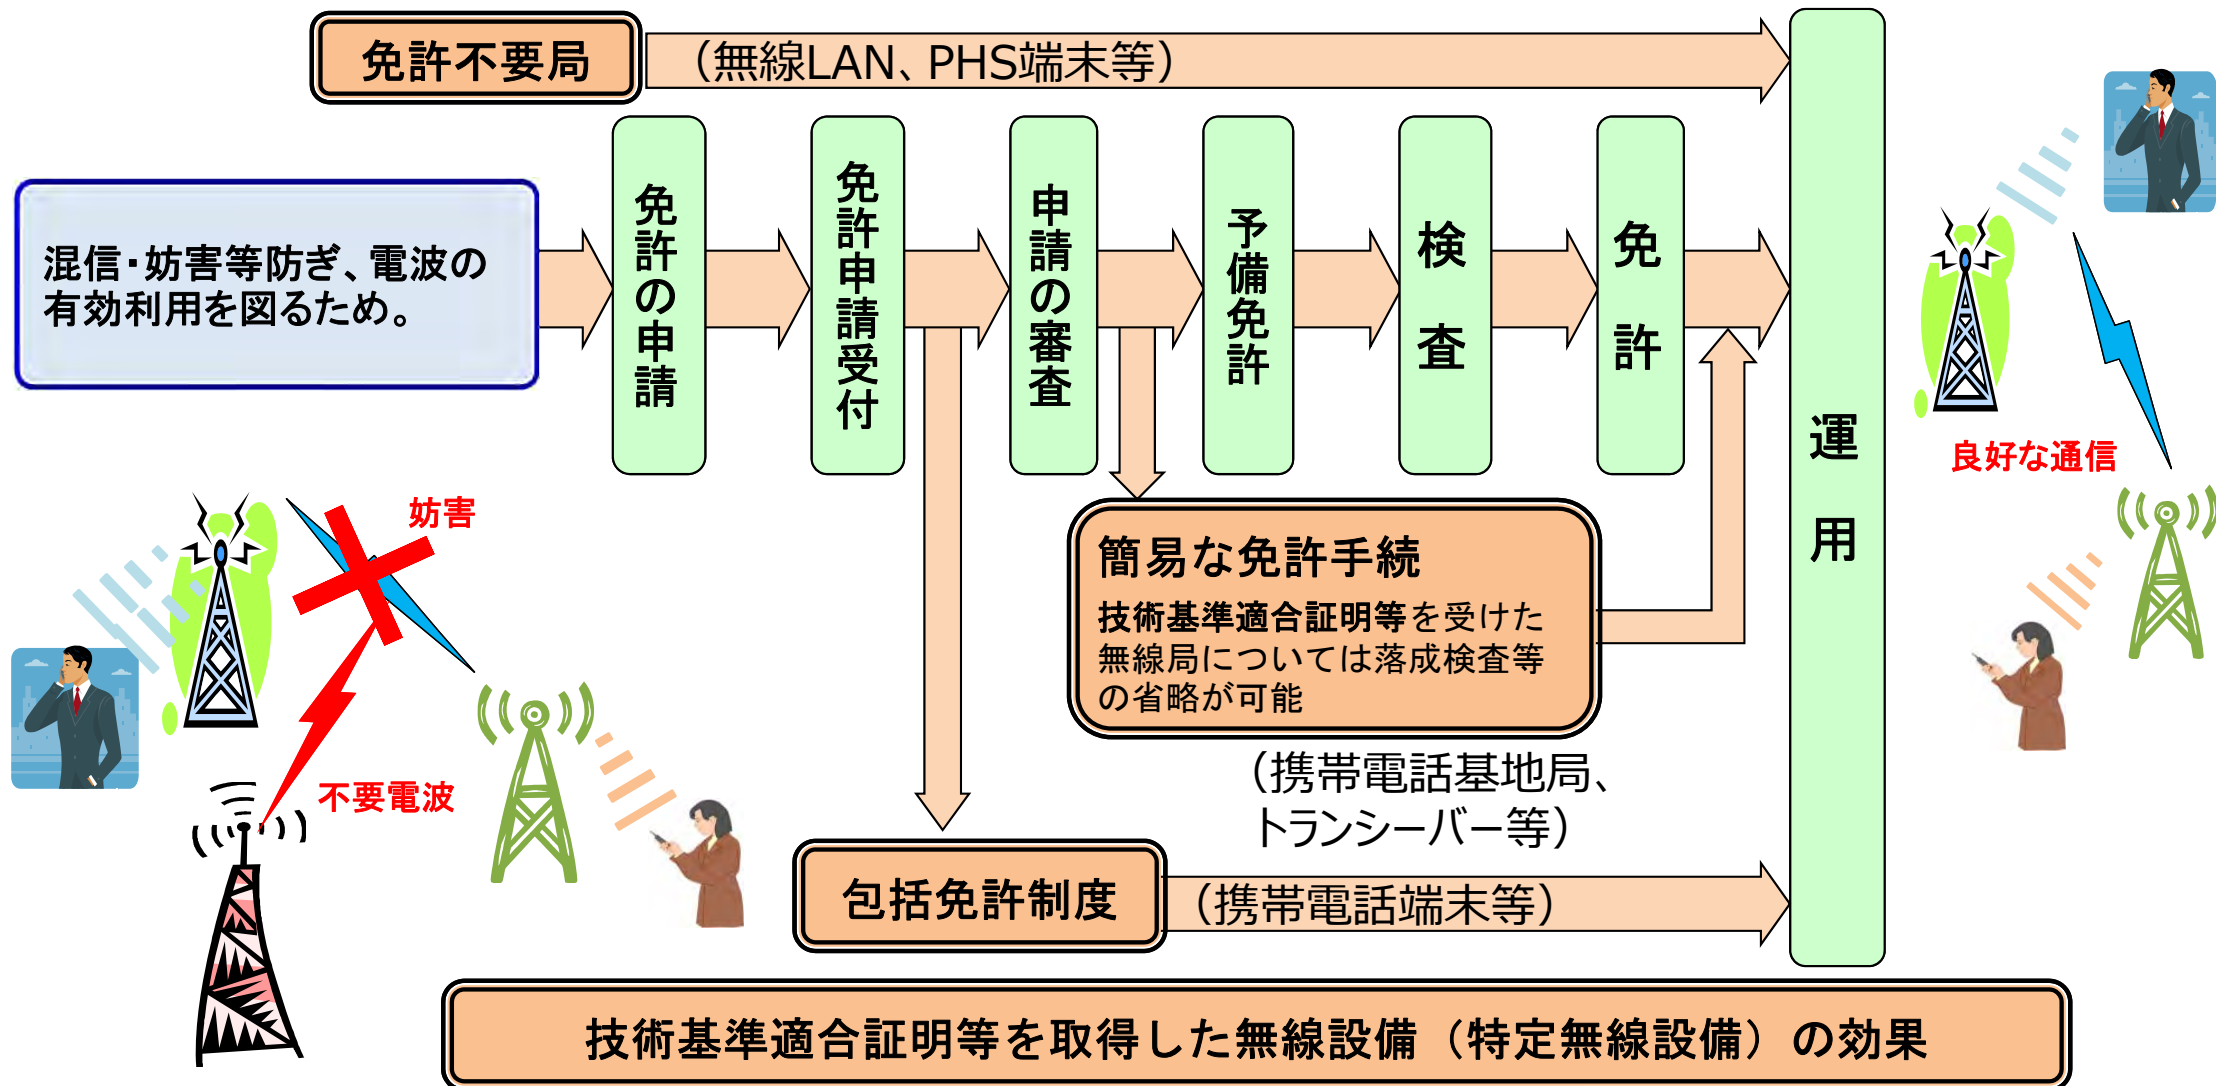 免許不要局
（無線LAN、PHS端末等）
混信・妨害等防ぎ、電波の
有効利用を図るため。
免許の申請
免許申請受付
申請の審査
予備免許
検査
免許
運用
良好な通信
妨害
不要電波
簡易な免許手続
技術基準適合証明等を受けた
無線局については落成検査等
の省略が可能
（携帯電話基地局、
トランシーバー等）
包括免許制度
（携帯電話端末等）
技術基準適合証明等を取得した無線設備（特定無線設備）の効果